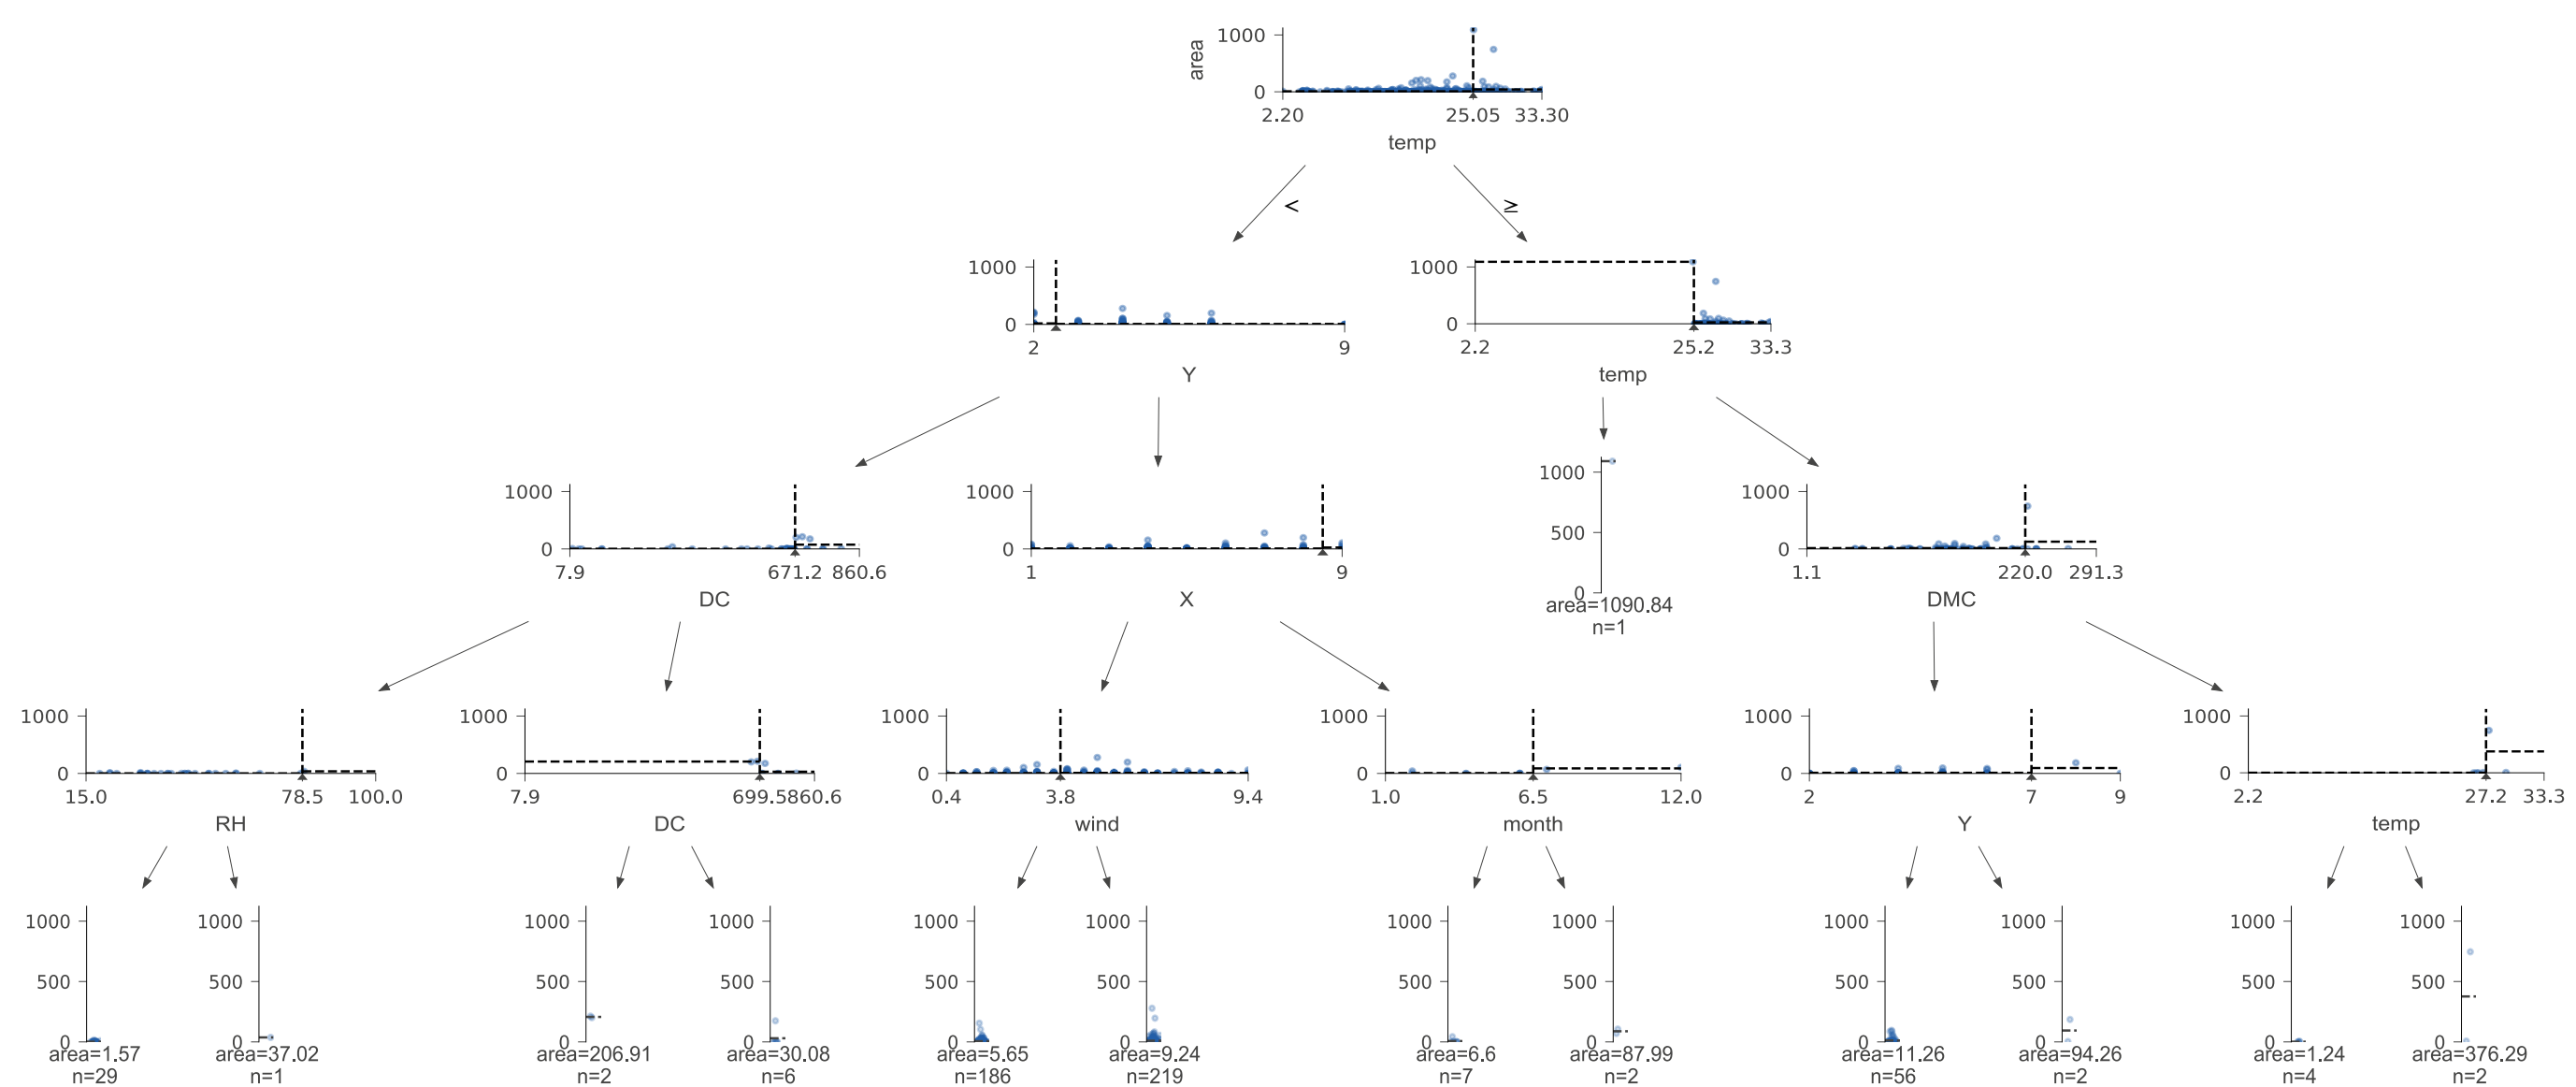 area
1000
0
2.20 25.05 33.30
temp
< ≥
1000 1000
0 0
2 9 2.2 25.2 33.3
Y temp
1000 1000 1000 1000
500
0 0 0 0
7.9 671.2 860.6 1 9 1.1 220.0 291.3
DC X area=1090.84 DMC
n=1
1000 1000 1000 1000 1000 1000
0 0 0 0 0 0
15.0 78.5 100.0 7.9 699.5860.6 0.4 3.8 9.4 1.0 6.5 12.0 2 7 9 2.2 27.2 33.3
RH DC wind month Y temp
1000 1000 1000 1000 1000 1000 1000 1000 1000 1000 1000 1000
500 500 500 500 500 500 500 500 500 500 500 500
0 0 0 0 0 0 0 0 0 0 0 0
area=1.57 area=37.02 area=206.91 area=30.08 area=5.65 area=9.24 area=6.6 area=87.99 area=11.26 area=94.26 area=1.24 area=376.29
n=29 n=1 n=2 n=6 n=186 n=219 n=7 n=2 n=56 n=2 n=4 n=2